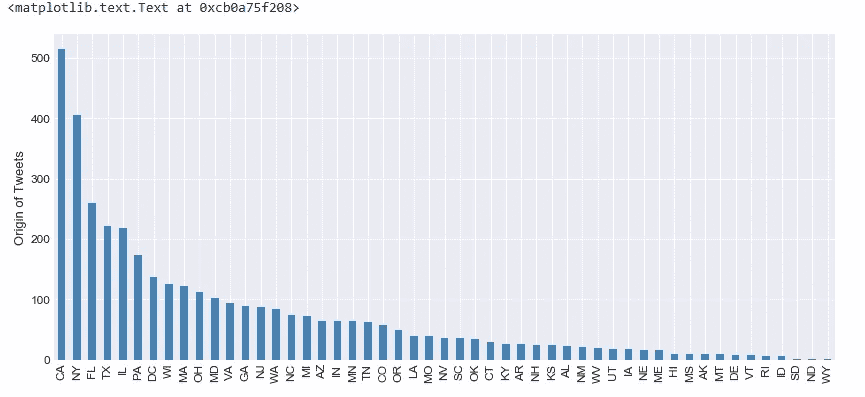 <matplotlib.text.Text at 0xcb0a75f208>
500
400
300
200
100
0
Origin of Tweets
CA NY FL TX IL PA DC WI MA OH MD VA GA NJ WA NC MI AZ IN MN TN CO OR LA MO NV SC OK CT KY AR NH KS AL NM WV UT IA NE ME HI MS AK MT DE VT RI ID SD ND WY